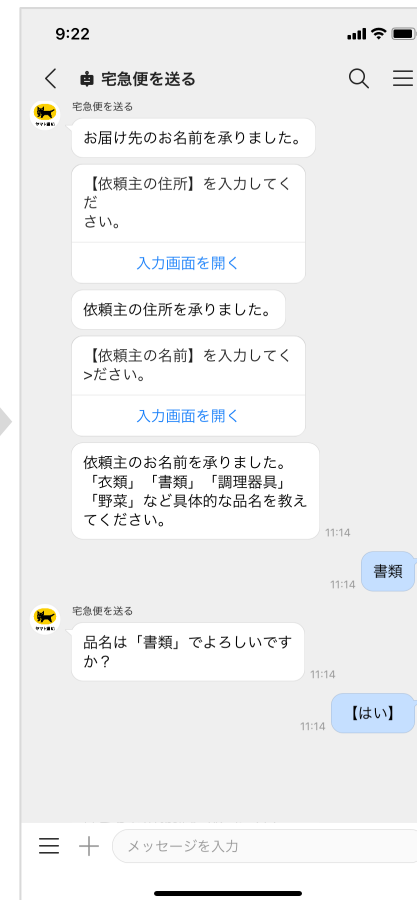 9:22
宅急便を送る
宅急便を送る
お届け先のお名前を承りました。
【依頼主の住所】を入力してく
だ
さい。
入力画面を開く
依頼主の住所を承りました。
【依頼主の名前】を入力してく
>ださい。
入力画面を開く
依頼主のお名前を承りました。
「衣類」「書類」「調理器具」
「野菜」など具体的な品名を教え
てください。
11:14
書類
11:14
宅急便を送る
品名は「書類」でよろしいです
か？
11:14
【はい】
11:14
メッセージを入力